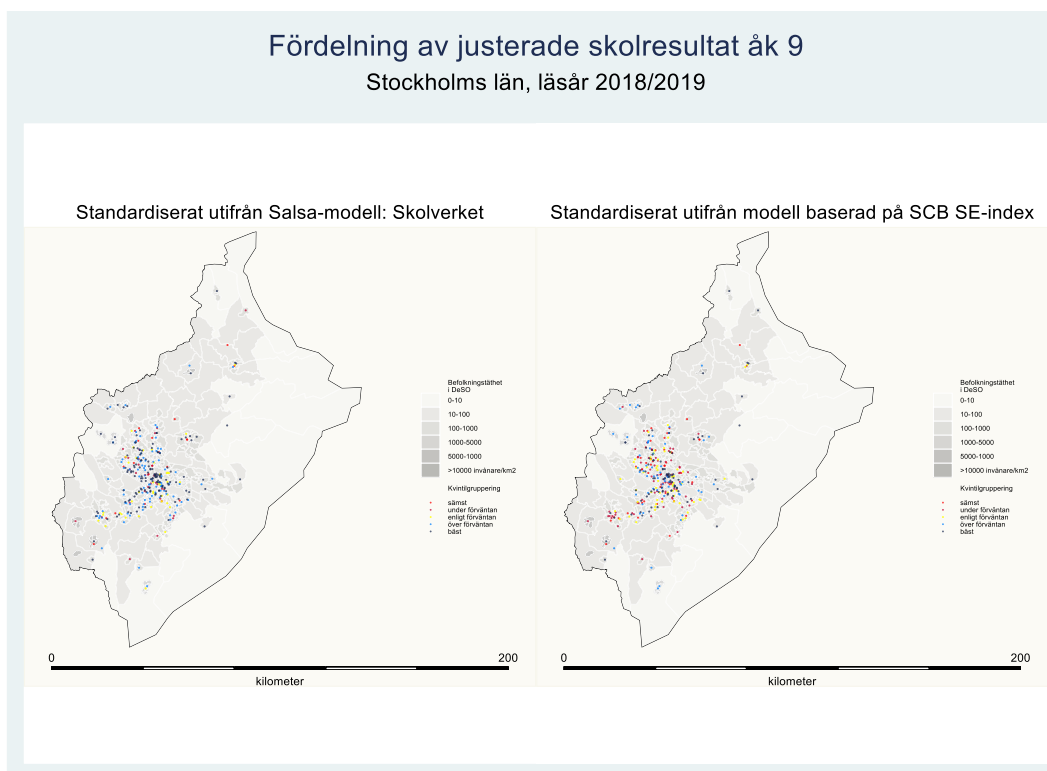 Fördelning av justerade skolresultat åk 9
Stockholms län, läsår 2018/2019
Standardiserat utifrån Salsa-modell: Skolverket
Befolkningstäthet
i DeSO
0-10
10-100
100-1000
1000-5000
5000-1000
>10000 invånare/km2
Kvintilgruppering
sämst
under förväntan
enligt förväntan
över förväntan
bäst
0
200
kilometer
Standardiserat utifrån modell baserad på SCB SE-index
Befolkningstäthet
i DeSO
0-10
10-100
100-1000
1000-5000
5000-1000
>10000 invånare/km2
Kvintilgruppering
sämst
under förväntan
enligt förväntan
över förväntan
bäst
0
200
kilometer